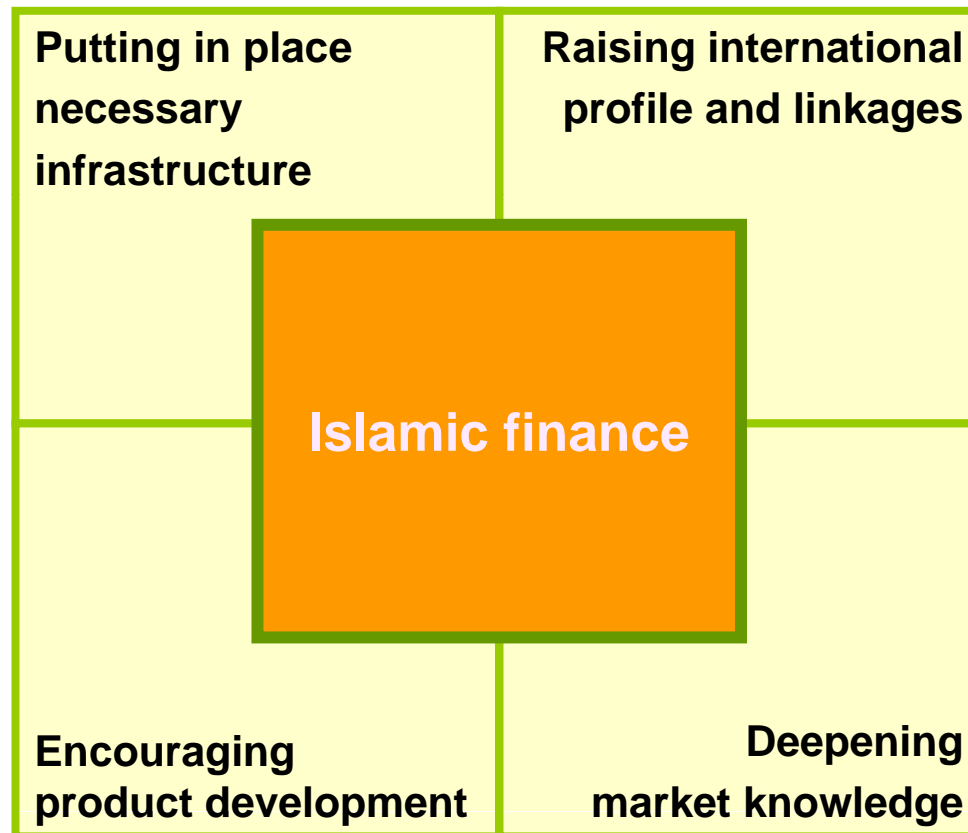 Putting in place
necessary
infrastructure
Raising international
profile and linkages
Islamic finance
Encouraging
product development
Deepening
market knowledge